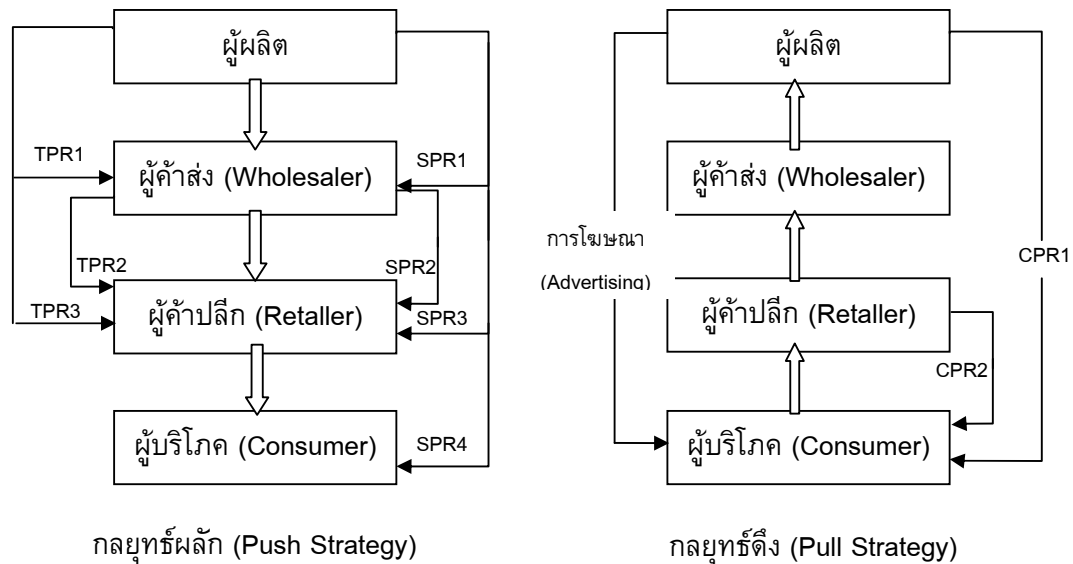 ผู้ผลิต
TPR1
ผู้ค้าส่ง (Wholesaler)
SPR1
TPR2
SPR2
TPR3
ผู้ค้าปลีก (Retaller)
SPR3
ผู้บริโภค (Consumer)
SPR4
กลยุทธ์ผลัก (Push Strategy)
ผู้ผลิต
ผู้ค้าส่ง (Wholesaler)
การโฆษณา
(Advertising)
CPR1
ผู้ค้าปลีก (Retaller)
CPR2
ผู้บริโภค (Consumer)
กลยุทธ์ดึง (Pull Strategy)